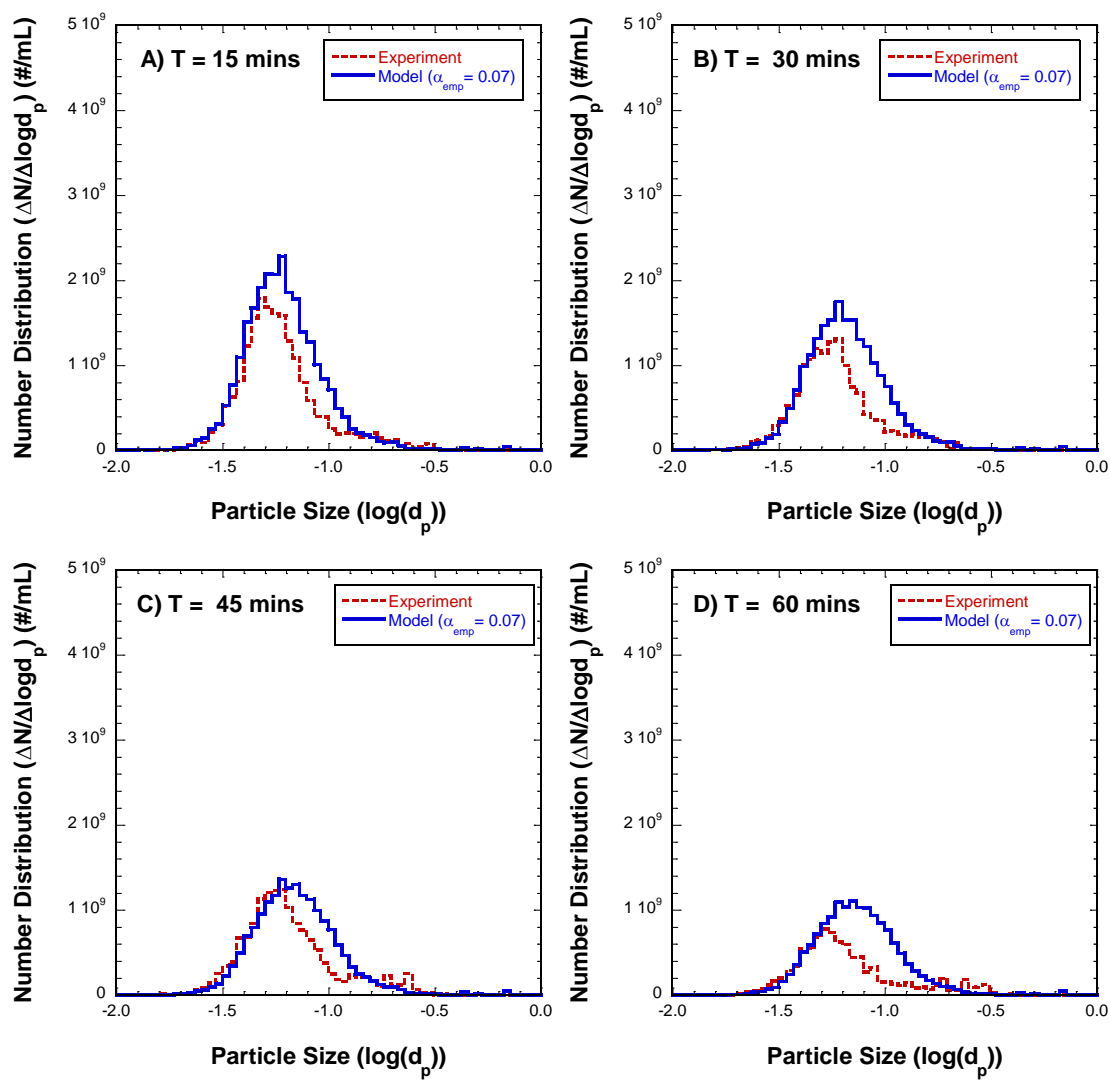 A) T = 15 mins
Experiment
Model (α_emp = 0.07)
Number Distribution (ΔN/Δlogd_p) (#/mL)
5 10^9
4 10^9
3 10^9
2 10^9
1 10^9
0
-2.0 -1.5 -1.0 -0.5 0.0
Particle Size (log(d_p))
B) T = 30 mins
Experiment
Model (α_emp = 0.07)
Number Distribution (ΔN/Δlogd_p) (#/mL)
5 10^9
4 10^9
3 10^9
2 10^9
1 10^9
0
-2.0 -1.5 -1.0 -0.5 0.0
Particle Size (log(d_p))
C) T = 45 mins
Experiment
Model (α_emp = 0.07)
Number Distribution (ΔN/Δlogd_p) (#/mL)
5 10^9
4 10^9
3 10^9
2 10^9
1 10^9
0
-2.0 -1.5 -1.0 -0.5 0.0
Particle Size (log(d_p))
D) T = 60 mins
Experiment
Model (α_emp = 0.07)
Number Distribution (ΔN/Δlogd_p) (#/mL)
5 10^9
4 10^9
3 10^9
2 10^9
1 10^9
0
-2.0 -1.5 -1.0 -0.5 0.0
Particle Size (log(d_p))